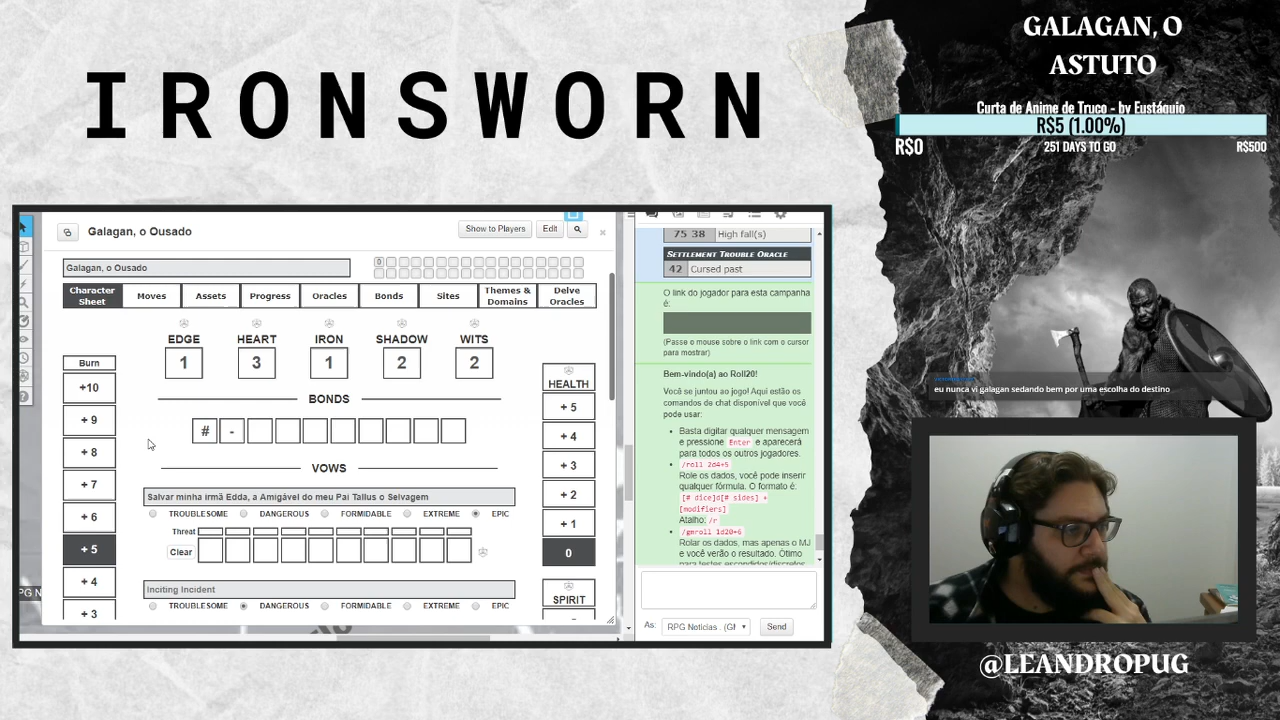 IRONSWORN
GALAGAN, O
ASTUTO
Curta de Anime de Truco - by Eustáquio
R$5 (1.00%)
R$0
251 DAYS TO GO
R$500
Galagan, o Ousado
Show to Players
Edit
Galagan, o Ousado
0
Character
Sheet
Moves
Assets
Progress
Oracles
Bonds
Sites
Themes &
Domains
Delve
Oracles
EDGE
HEART
IRON
SHADOW
WITS
1
3
1
2
2
Burn
+10
+ 9
+ 8
+ 7
+ 6
+ 5
+ 4
+ 3
BONDS
# -
VOWS
Salvar minha irmã Edda, a Amigável do meu Pai Tallus o Selvagem
TROUBLESOME
DANGEROUS
FORMIDABLE
EXTREME
EPIC
Threat
Clear
Inciting Incident
TROUBLESOME
DANGEROUS
FORMIDABLE
EXTREME
EPIC
HEALTH
+ 5
+ 4
+ 3
+ 2
+ 1
0
SPIRIT
75 38 High fall(s)
SETTLEMENT TROUBLE ORACLE
42 Cursed past
O link do jogador para esta campanha
é:
(Passe o mouse sobre o link com o cursor
para mostrar)
Bem-vindo(a) ao Roll20!
Você se juntou ao jogo! Aqui estão os
comandos de chat disponível que você
pode usar:
Basta digitar qualquer mensagem
e pressione Enter e aparecerá
para todos os outros jogadores.
/roll 2d4+5
Role os dados, você pode inserir
qualquer fórmula. O formato é:
[# dice]d[# sides] +
[modifiers]
Atalho: /r
/gmroll 1d20+6
Rolar os dados, mas apenas o MJ
e você verão o resultado. Ótimo
As:
RPG Noticias . (GM
Send
eu nunca vi galagan sedando bem por uma escolha do destino
@LEANDROPUG